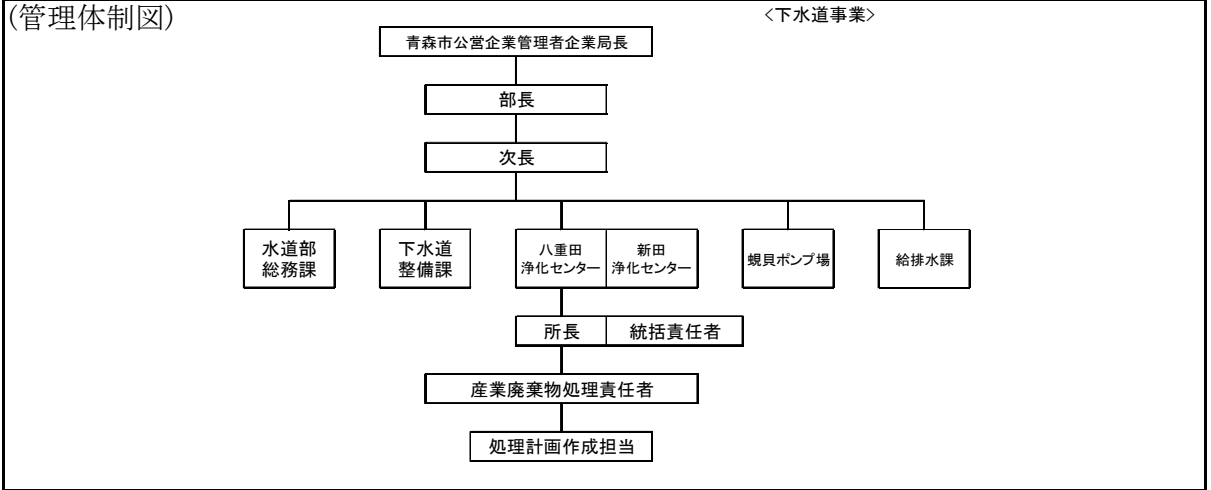 (管理体制図)
<下水道事業>
青森市公営企業管理者企業局長
部長
次長
水道部
総務課
下水道
整備課
八重田
浄化センター
新田
浄化センター
蜆貝ポンプ場
給排水課
所長
統括責任者
産業廃棄物処理責任者
処理計画作成担当